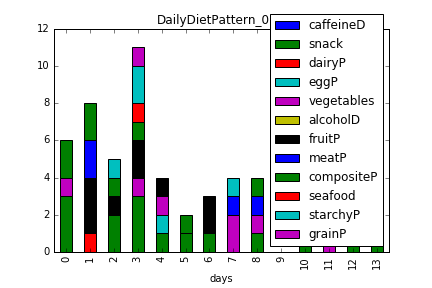 DailyDietPattern_0
12
10
8
6
4
2
0
caffeineD
snack
dairyP
eggP
vegetables
alcoholD
fruitP
meatP
compositeP
seafood
starchyP
grainP
0 1 2 3 4 5 6 7 8 9 10 11 12 13
days